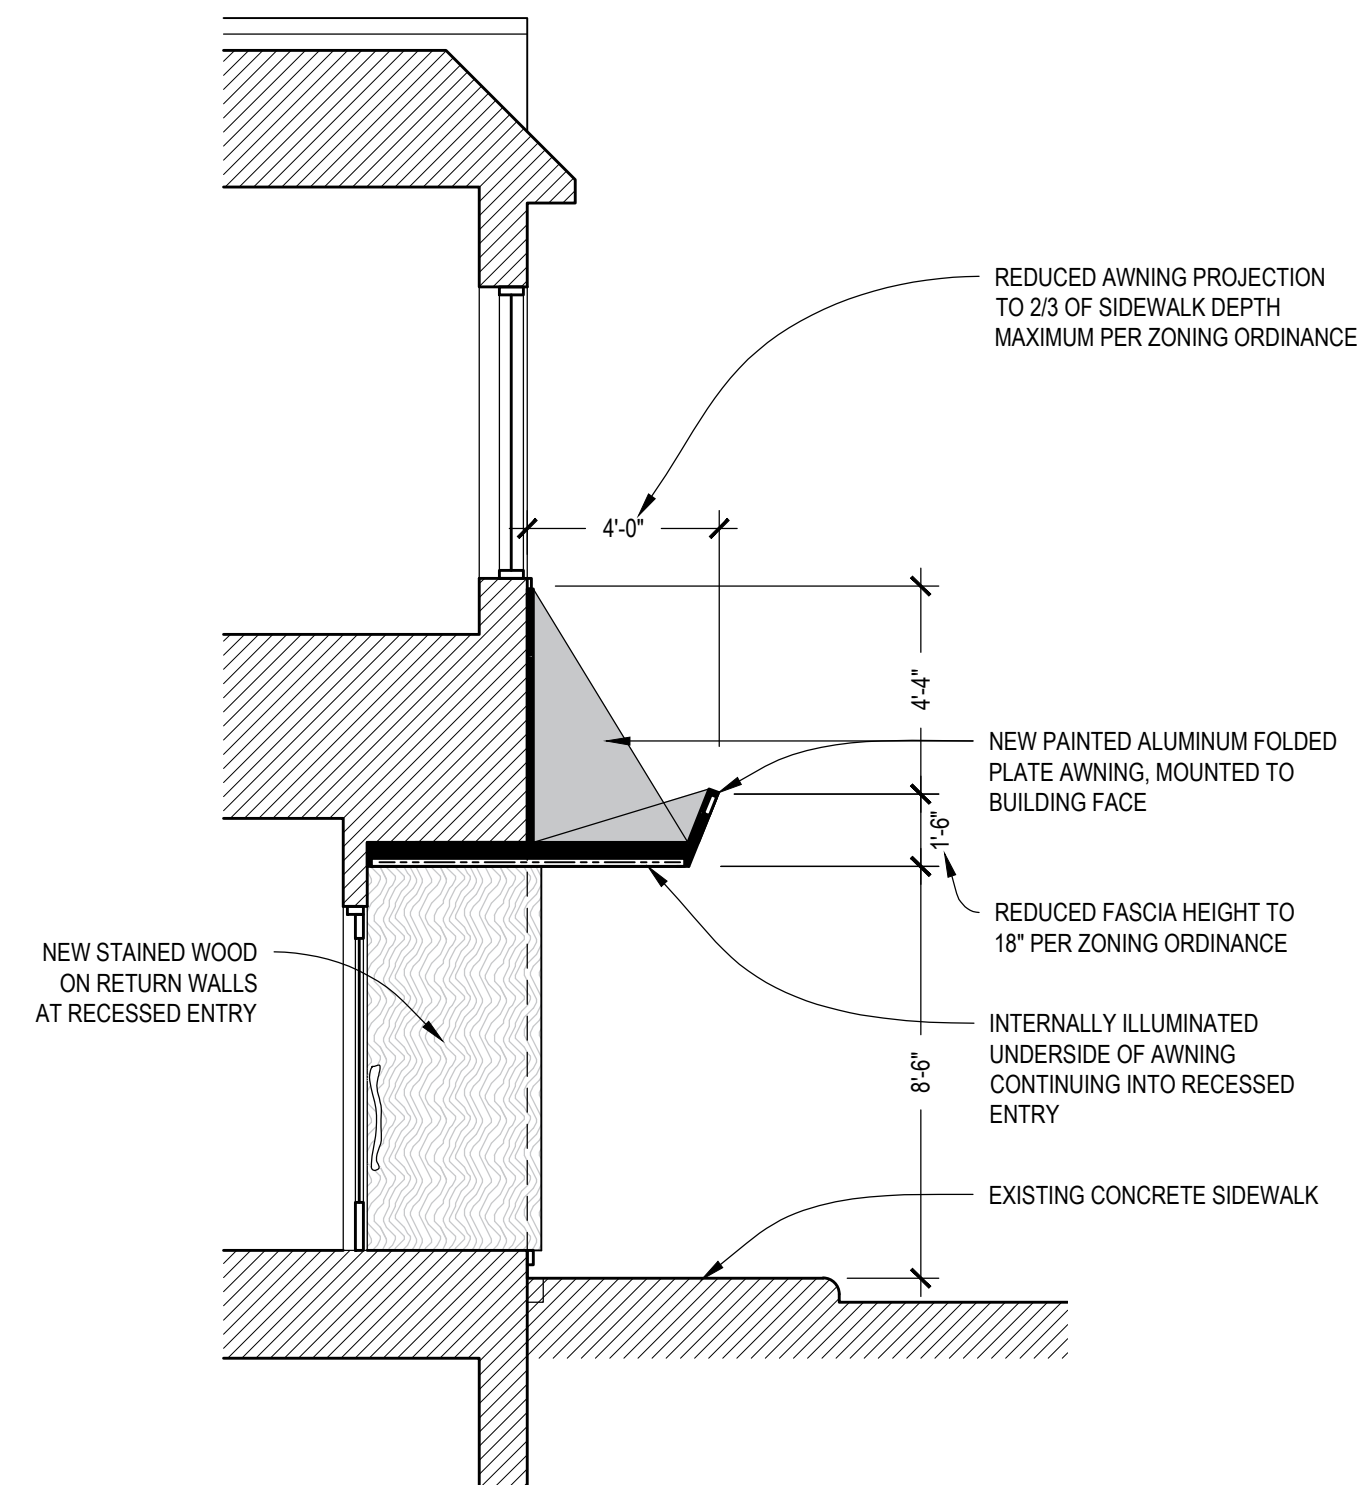 REDUCED AWNING PROJECTION
TO 2/3 OF SIDEWALK DEPTH
MAXIMUM PER ZONING ORDINANCE
4'-0"
4'-4"
NEW PAINTED ALUMINUM FOLDED
PLATE AWNING, MOUNTED TO
BUILDING FACE
1'-6"
REDUCED FASCIA HEIGHT TO
18" PER ZONING ORDINANCE
NEW STAINED WOOD
ON RETURN WALLS
AT RECESSED ENTRY
INTERNALLY ILLUMINATED
UNDERSIDE OF AWNING
CONTINUING INTO RECESSED
ENTRY
8'-6"
EXISTING CONCRETE SIDEWALK